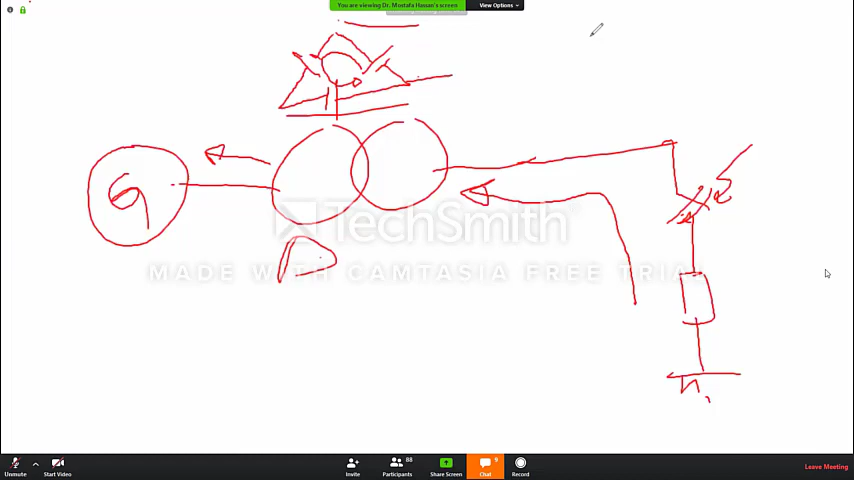 You are viewing Dr. Mostafa Hassan's screen
View Options
G
TechSmith
MADE WITH CAMTASIA FREE TRIAL
Unmute
Start Video
Invite
88
Participants
Share Screen
9
Chat
Record
Leave Meeting